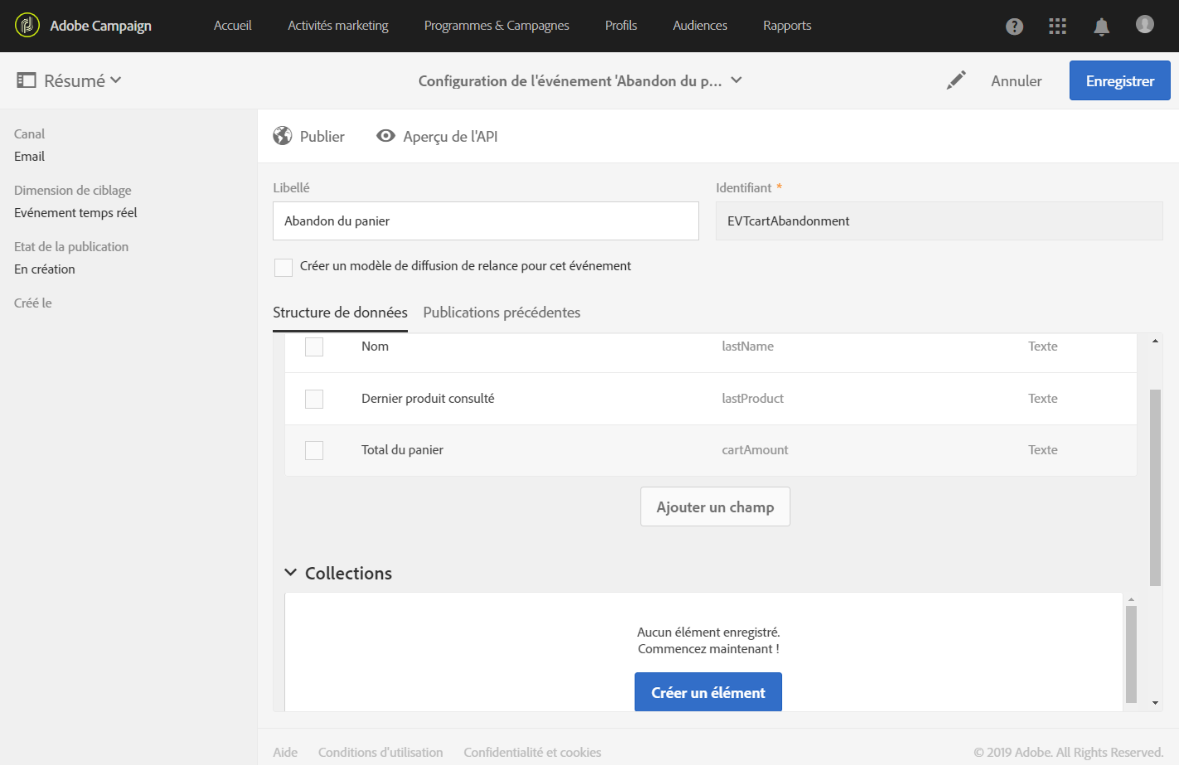 Adobe Campaign Accueil Activités marketing Programmes & Campagnes Profils Audiences Rapports
Résumé Configuration de l'événement 'Abandon du p... Annuler Enregistrer
Canal
Email
Dimension de ciblage
Evénement temps réel
Etat de la publication
En création
Créé le
Publier Aperçu de l'API
Libellé Identifiant *
Abandon du panier EVTcartAbandonment
Créer un modèle de diffusion de relance pour cet événement
Structure de données Publications précédentes
Nom lastName Texte
Dernier produit consulté lastProduct Texte
Total du panier cartAmount Texte
Ajouter un champ
Collections
Aucun élément enregistré.
Commencez maintenant !
Créer un élément
Aide Conditions d'utilisation Confidentialité et cookies © 2019 Adobe. All Rights Reserved.